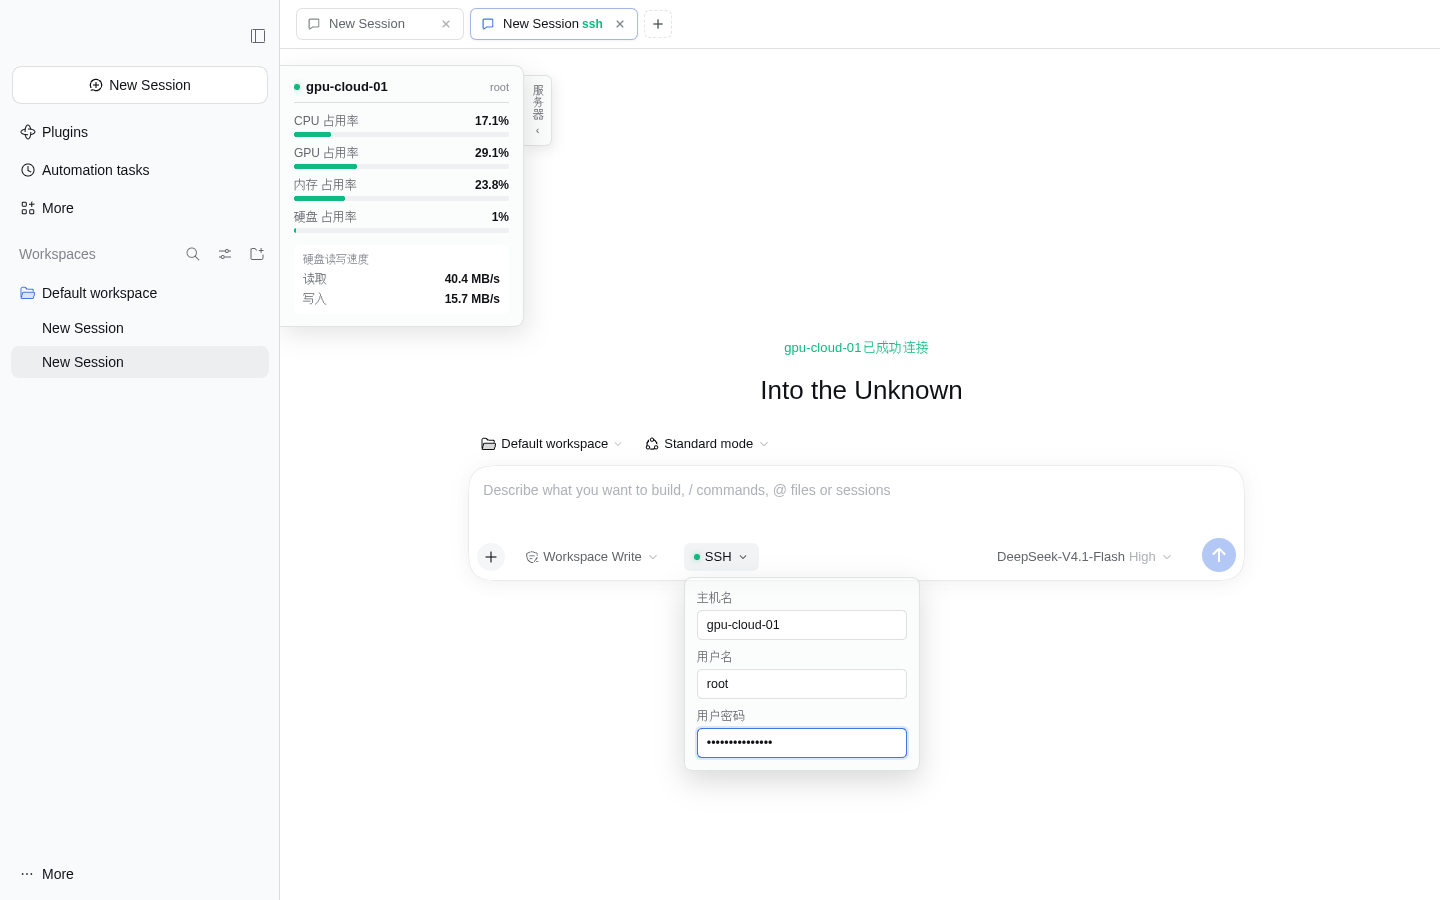 New Session
New Session ssh
New Session
Plugins
Automation tasks
More
Workspaces
Default workspace
New Session
New Session
More
gpu-cloud-01 root
CPU 占用率 17.1%
GPU 占用率 29.1%
内存 占用率 23.8%
硬盘 占用率 1%
硬盘读写速度
读取 40.4 MB/s
写入 15.7 MB/s
服务器
gpu-cloud-01已成功连接
Into the Unknown
Default workspace Standard mode
Describe what you want to build, / commands, @ files or sessions
Workspace Write SSH DeepSeek-V4.1-Flash High
主机名
gpu-cloud-01
用户名
root
用户密码
•••••••••••••••